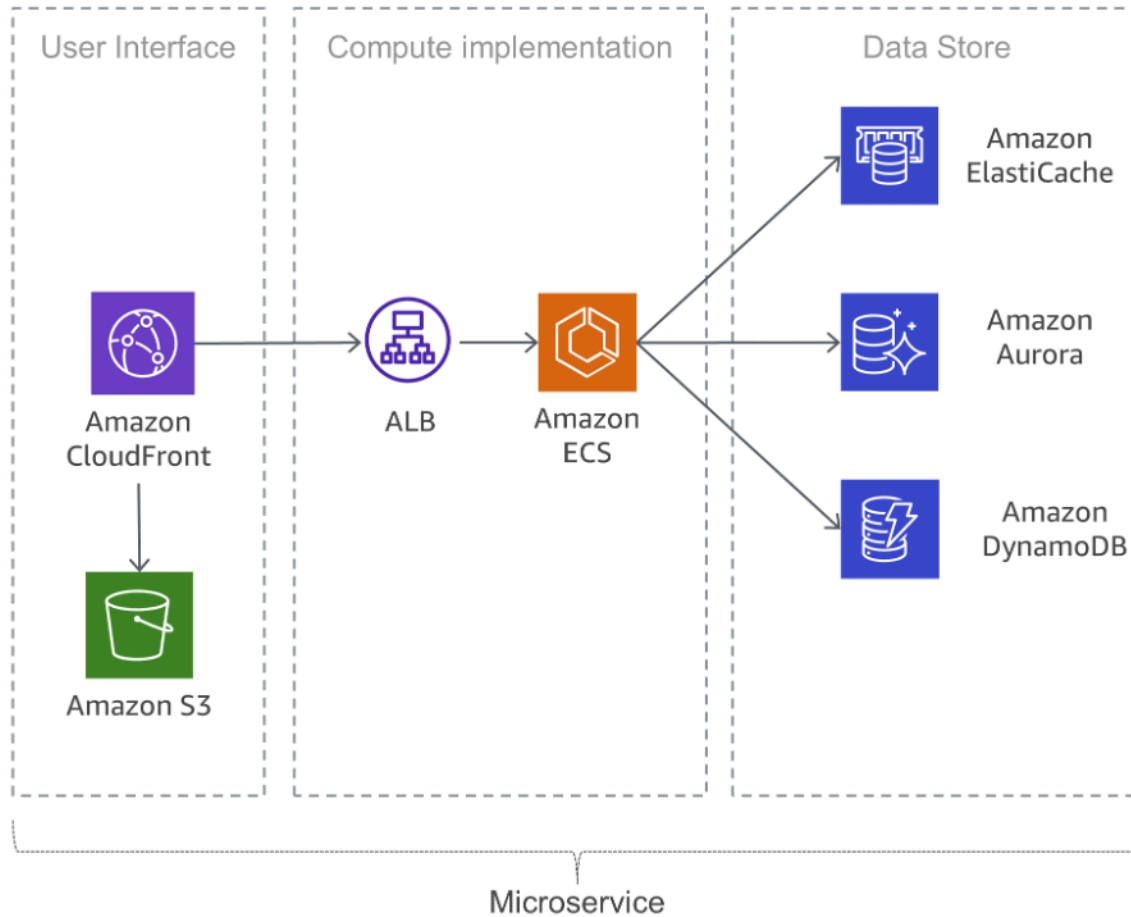 User Interface
Compute implementation
Data Store
Amazon
ElastiCache
Amazon
CloudFront
ALB
Amazon
ECS
Amazon
Aurora
Amazon
DynamoDB
Amazon S3
Microservice